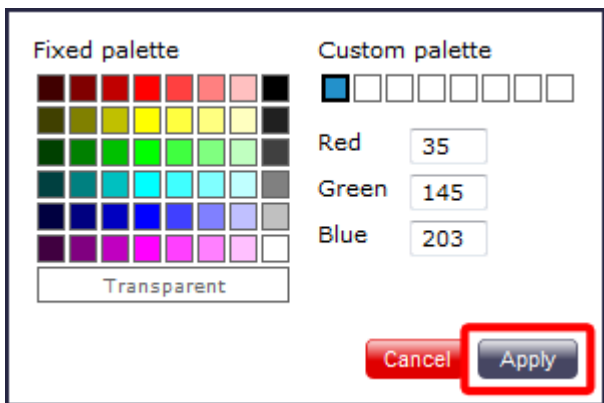 Fixed palette
Custom palette
Red 35
Green 145
Blue 203
Transparent
Cancel Apply